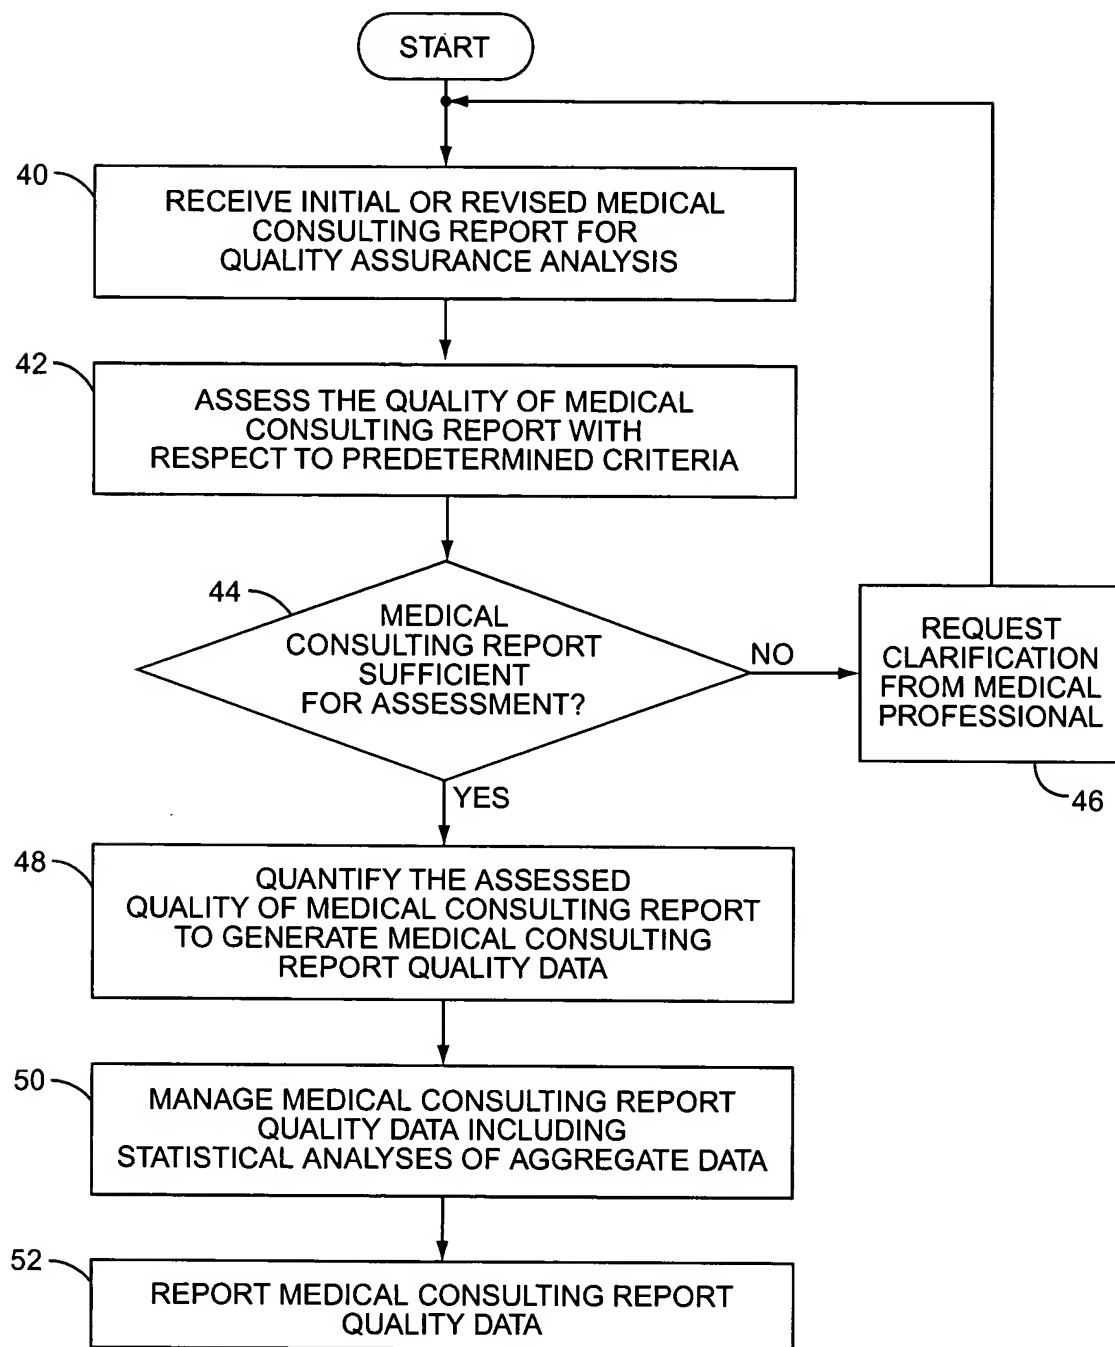 START
40
RECEIVE INITIAL OR REVISED MEDICAL
CONSULTING REPORT FOR
QUALITY ASSURANCE ANALYSIS
42
ASSESS THE QUALITY OF MEDICAL
CONSULTING REPORT WITH
RESPECT TO PREDETERMINED CRITERIA
44
MEDICAL
CONSULTING REPORT
SUFFICIENT
FOR ASSESSMENT?
NO
REQUEST
CLARIFICATION
FROM MEDICAL
PROFESSIONAL
46
YES
48
QUANTIFY THE ASSESSED
QUALITY OF MEDICAL CONSULTING REPORT
TO GENERATE MEDICAL CONSULTING
REPORT QUALITY DATA
50
MANAGE MEDICAL CONSULTING REPORT
QUALITY DATA INCLUDING
STATISTICAL ANALYSES OF AGGREGATE DATA
52
REPORT MEDICAL CONSULTING REPORT
QUALITY DATA